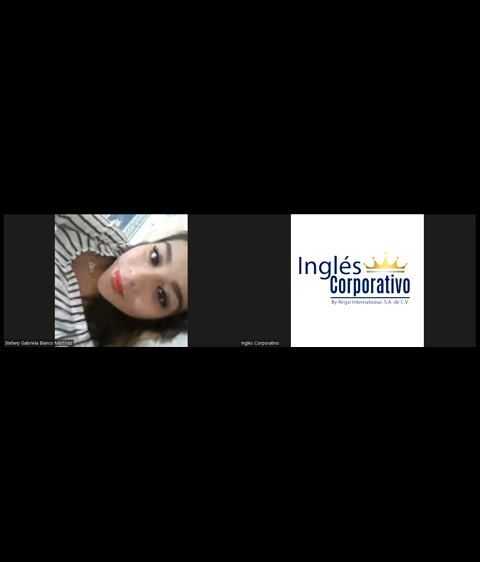 Inglés
Corporativo
By Regal International, S.A. de C.V.
Stefany Gabriela Blanco Martinez
Ingles Corporativo